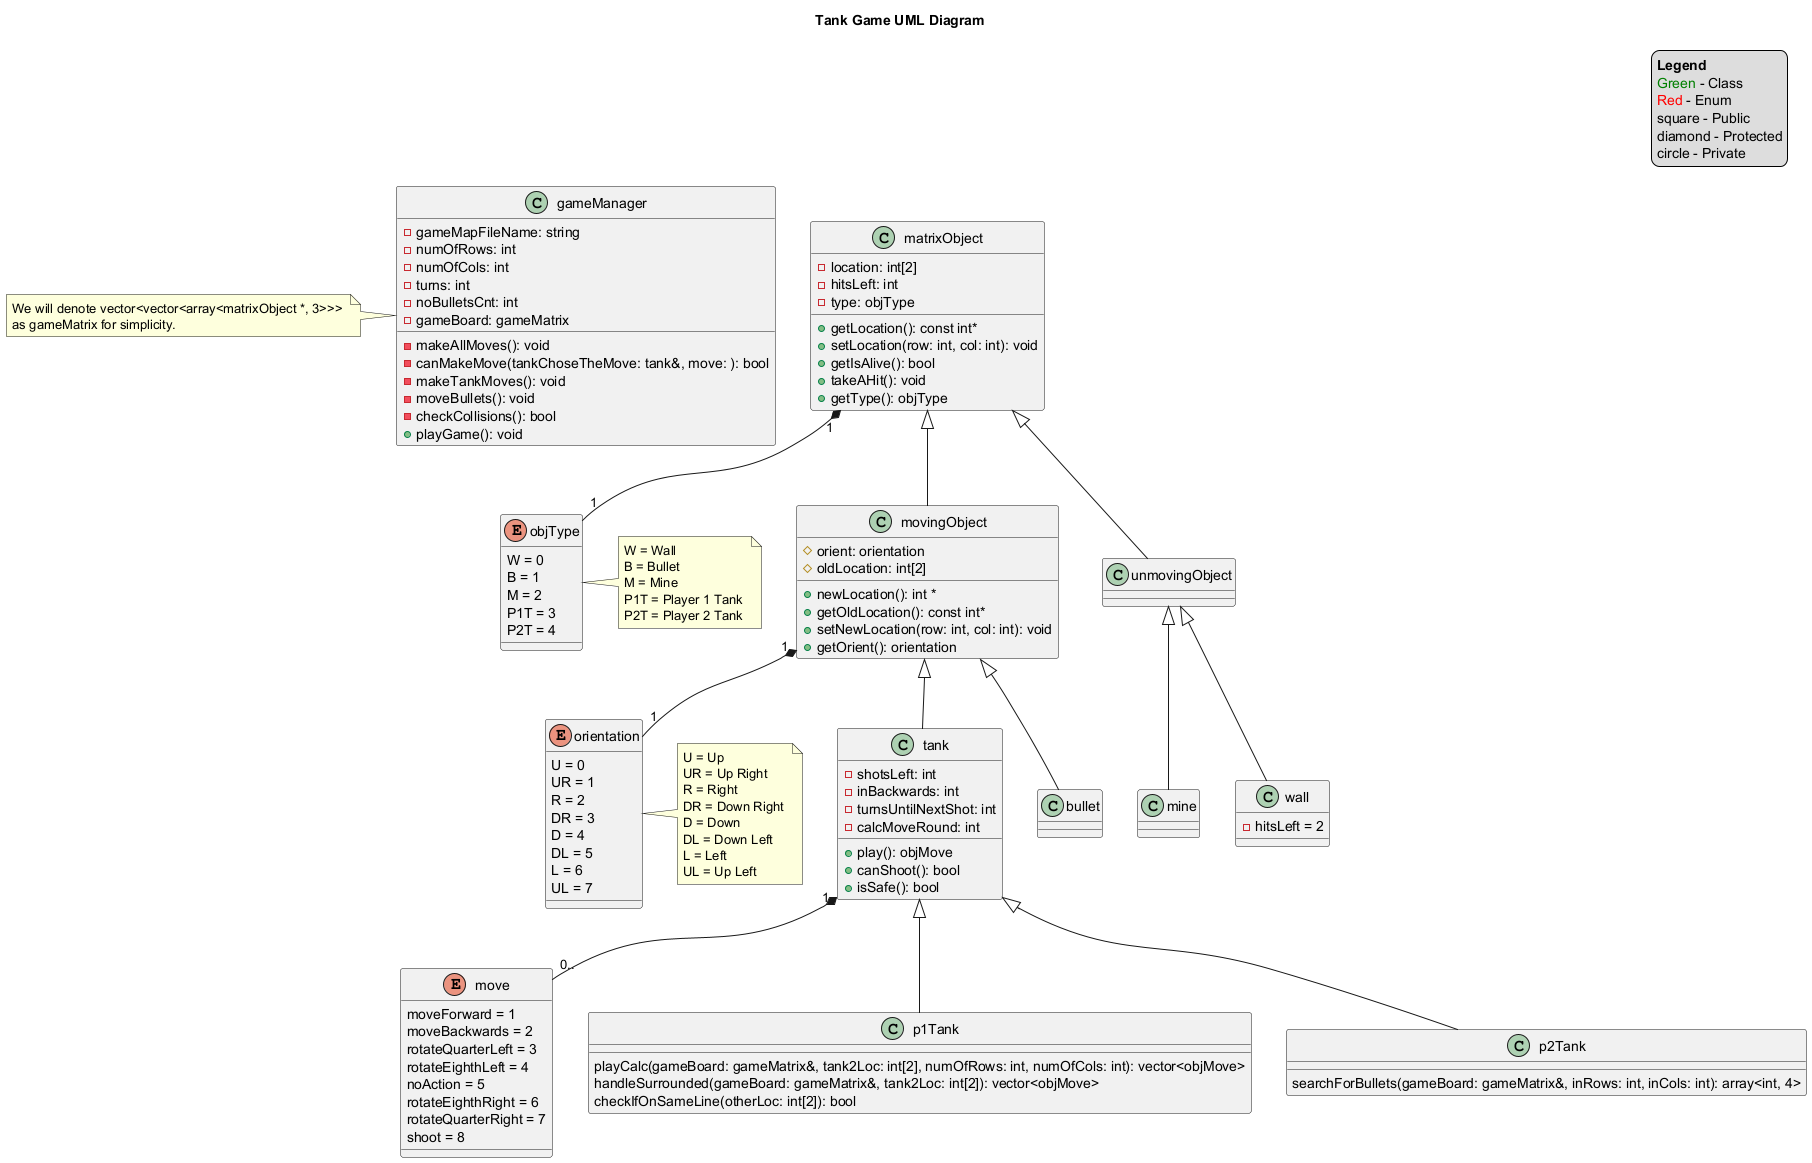 Tank Game UML Diagram
Legend
Green - Class
Red - Enum
square - Public
diamond - Protected
circle - Private
C gameManager
gameMapFileName: string
numOfRows: int
numOfCols: int
turns: int
noBulletsCnt: int
gameBoard: gameMatrix
makeAllMoves(): void
canMakeMove(tankChoseTheMove: tank&, move: ): bool
makeTankMoves(): void
moveBullets(): void
checkCollisions(): bool
playGame(): void
We will denote vector<vector<array<matrixObject *, 3>>>
as gameMatrix for simplicity.
C matrixObject
location: int[2]
hitsLeft: int
type: objType
getLocation(): const int*
setLocation(row: int, col: int): void
getIsAlive(): bool
takeAHit(): void
getType(): objType
1
1
E objType
W = 0
B = 1
M = 2
P1T = 3
P2T = 4
W = Wall
B = Bullet
M = Mine
P1T = Player 1 Tank
P2T = Player 2 Tank
C movingObject
orient: orientation
oldLocation: int[2]
newLocation(): int *
getOldLocation(): const int*
setNewLocation(row: int, col: int): void
getOrient(): orientation
C unmovingObject
1
1
E orientation
U = 0
UR = 1
R = 2
DR = 3
D = 4
DL = 5
L = 6
UL = 7
U = Up
UR = Up Right
R = Right
DR = Down Right
D = Down
DL = Down Left
L = Left
UL = Up Left
C tank
shotsLeft: int
inBackwards: int
turnsUntilNextShot: int
calcMoveRound: int
play(): objMove
canShoot(): bool
isSafe(): bool
C bullet
C mine
C wall
hitsLeft = 2
1
0..
E move
moveForward = 1
moveBackwards = 2
rotateQuarterLeft = 3
rotateEighthLeft = 4
noAction = 5
rotateEighthRight = 6
rotateQuarterRight = 7
shoot = 8
C p1Tank
playCalc(gameBoard: gameMatrix&, tank2Loc: int[2], numOfRows: int, numOfCols: int): vector<objMove>
handleSurrounded(gameBoard: gameMatrix&, tank2Loc: int[2]): vector<objMove>
checkIfOnSameLine(otherLoc: int[2]): bool
C p2Tank
searchForBullets(gameBoard: gameMatrix&, inRows: int, inCols: int): array<int, 4>